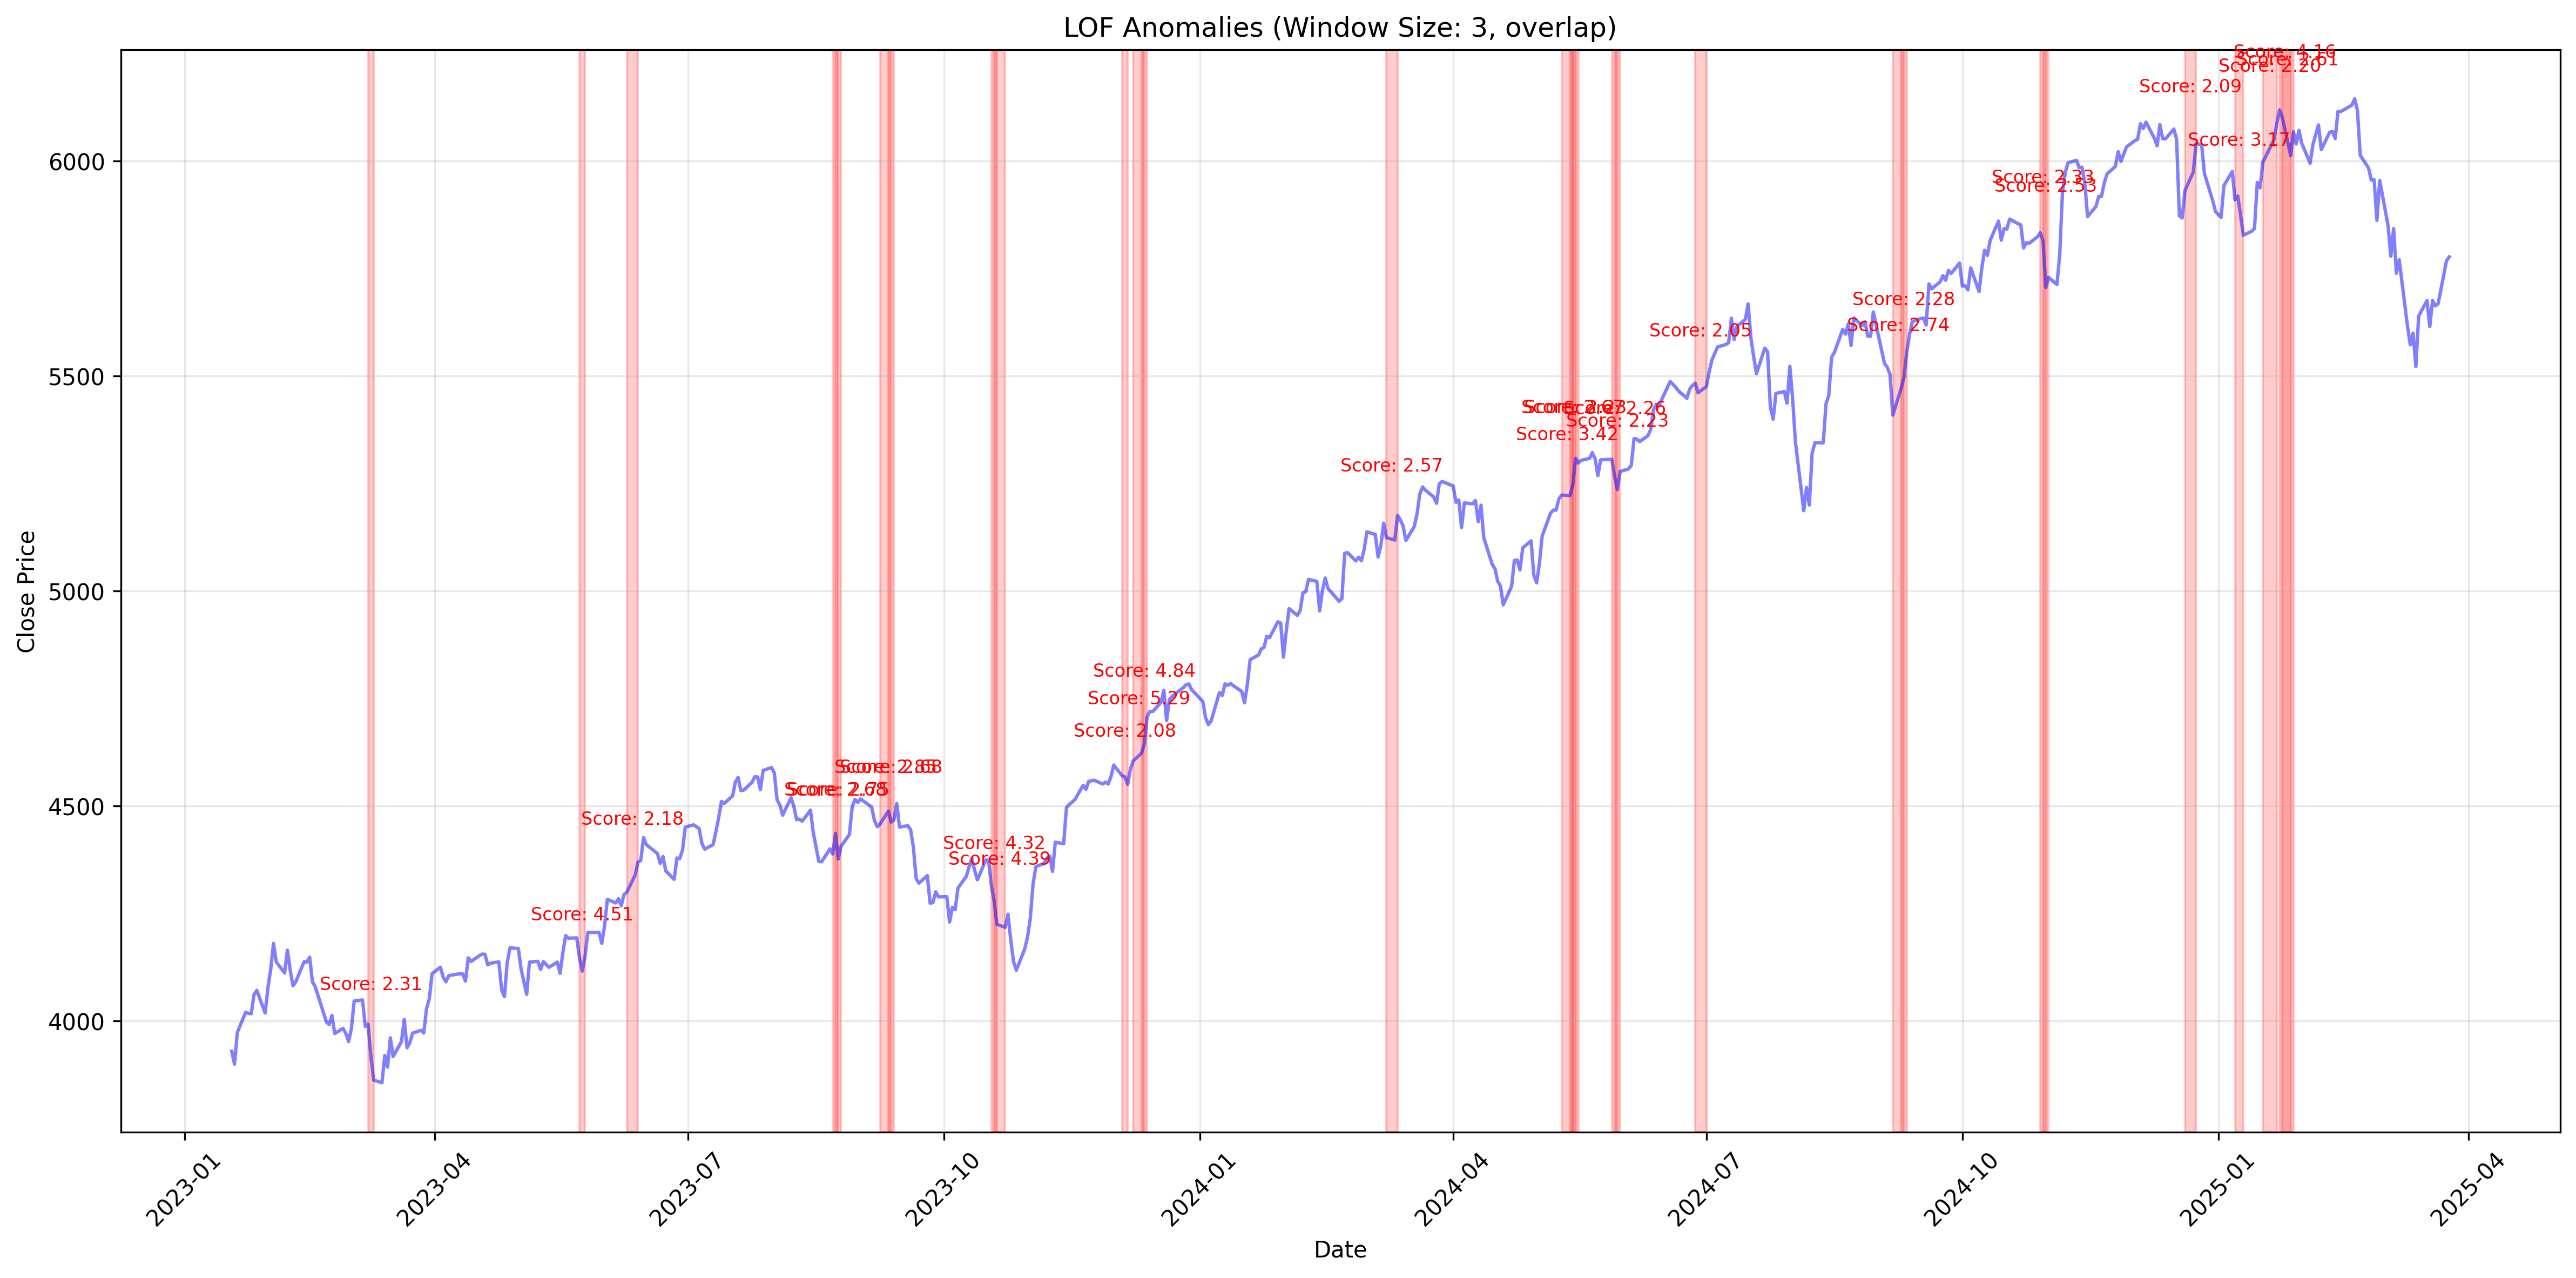 LOF Anomalies (Window Size: 3, overlap)
Close Price
6000
5500
5000
4500
4000
Score: 2.31
Score: 4.51
Score: 2.18
Score: 4.32
Score: 4.39
Score: 4.84
Score: 5.29
Score: 2.08
Score: 2.57
Score: 3.42
Score: 2.26
Score: 2.23
Score: 2.05
Score: 2.28
Score: 2.74
Score: 2.33
Score: 2.53
Score: 2.09
Score: 3.17
Score: 4.16
Score: 2.20
2023-01
2023-04
2023-07
2023-10
2024-01
2024-04
2024-07
2024-10
2025-01
2025-04
Date